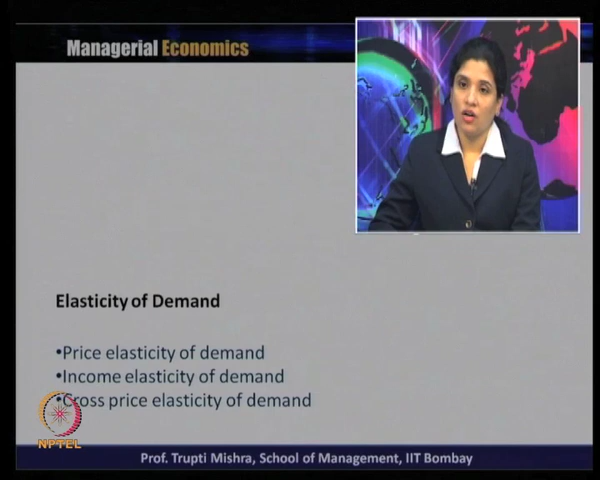 Managerial Economics
Elasticity of Demand
•Price elasticity of demand
•Income elasticity of demand
•Cross price elasticity of demand
NPTEL
Prof. Trupti Mishra, School of Management, IIT Bombay